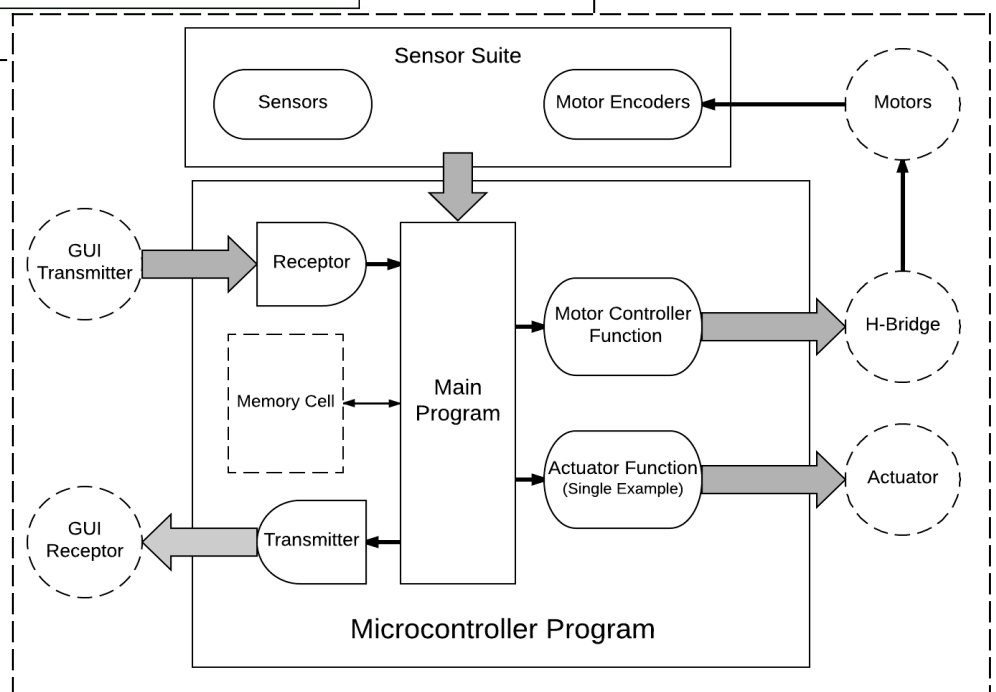 Sensor Suite
Sensors
Motor Encoders
Motors
GUI
Transmitter
Receptor
Motor Controller
Function
H-Bridge
Memory Cell
Main
Program
Actuator Function
(Single Example)
Actuator
GUI
Receptor
Transmitter
Microcontroller Program